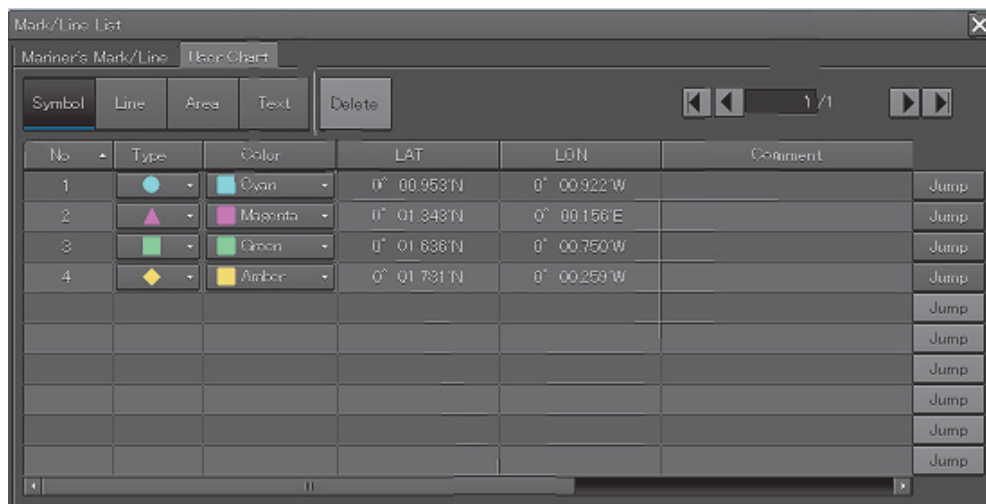 Mark/Line List
Mariner's Mark/Line User Chart
Symbol Line Area Text Delete 1/1
No Type Color LAT LON Comment
1 Cyan 0° 00.953'N 0° 00.922'W Jump
2 Magenta 0° 01.343'N 0° 00.156'E Jump
3 Green 0° 01.636'N 0° 00.750'W Jump
4 Amber 0° 01.781'N 0° 00.259'W Jump
Jump
Jump
Jump
Jump
Jump
Jump